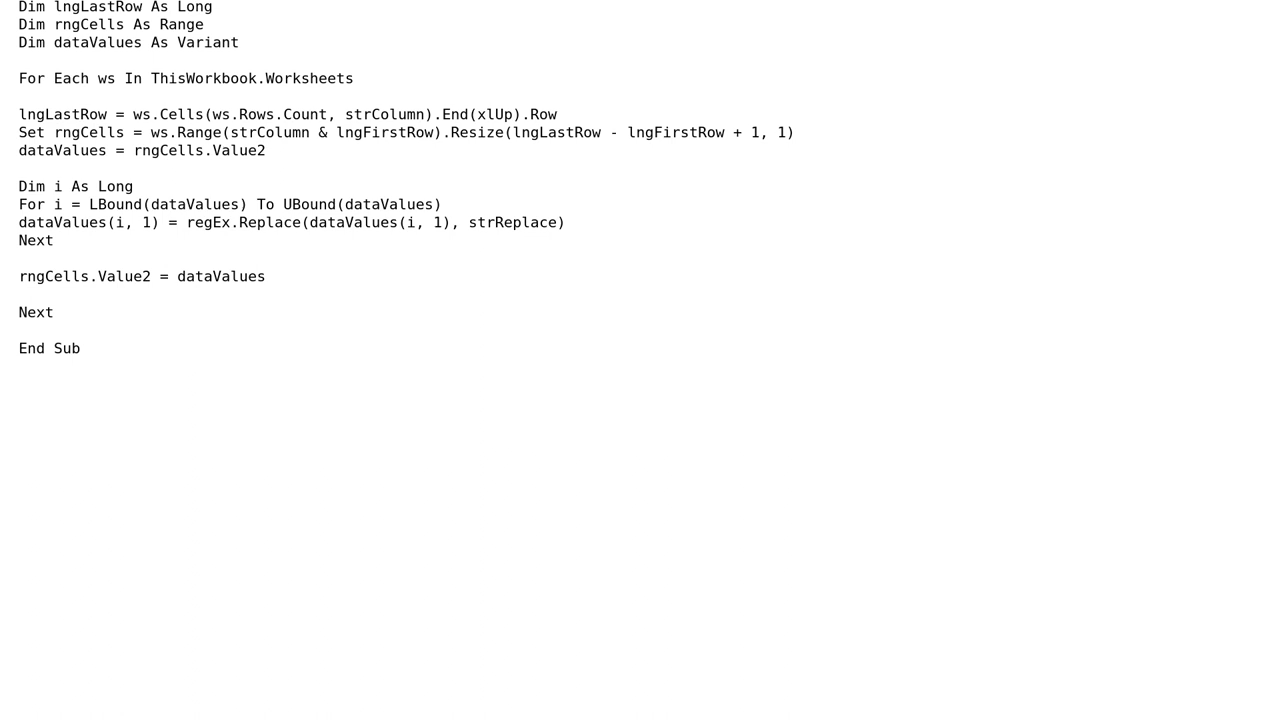 Dim lngLastRow As Long
Dim rngCells As Range
Dim dataValues As Variant
For Each ws In ThisWorkbook.Worksheets
lngLastRow = ws.Cells(ws.Rows.Count, strColumn).End(xlUp).Row
Set rngCells = ws.Range(strColumn & lngFirstRow).Resize(lngLastRow - lngFirstRow + 1, 1)
dataValues = rngCells.Value2
Dim i As Long
For i = LBound(dataValues) To UBound(dataValues)
dataValues(i, 1) = regEx.Replace(dataValues(i, 1), strReplace)
Next
rngCells.Value2 = dataValues
Next
End Sub